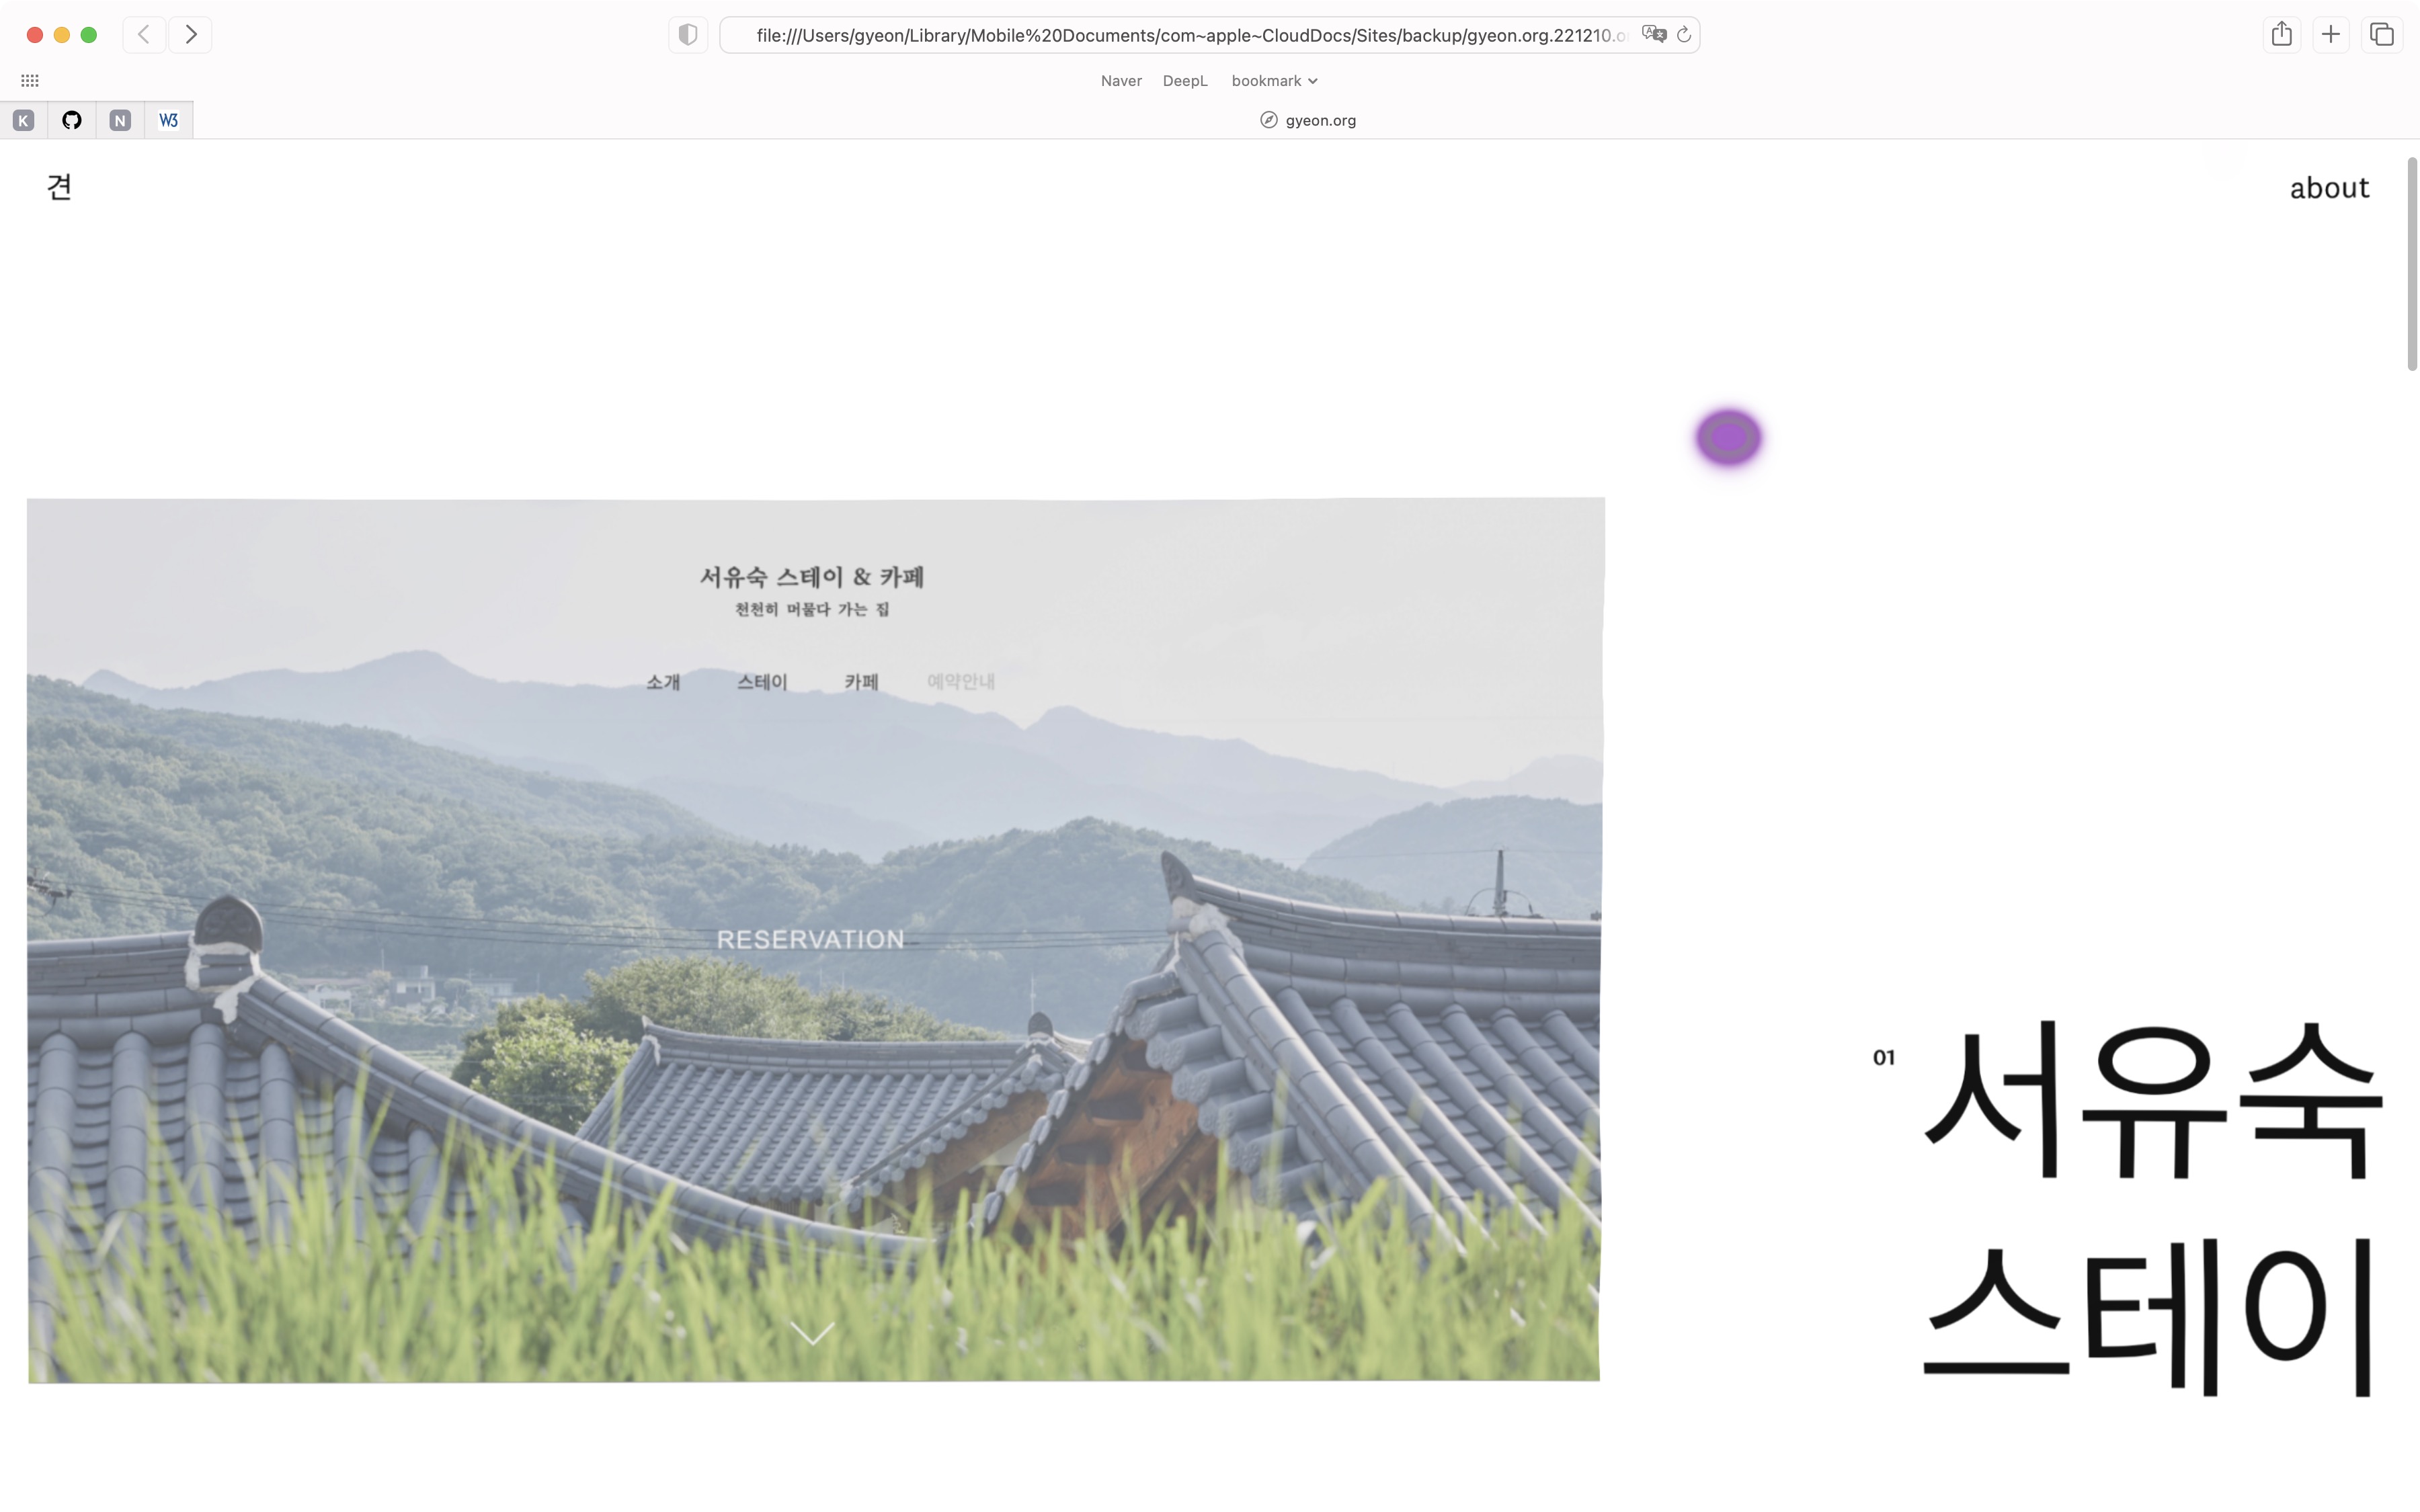 file:///Users/gyeon/Library/Mobile%20Documents/com~apple~CloudDocs/Sites/backup/gyeon.org.221210.o
Naver DeepL bookmark
K N W3 gyeon.org
견 about
서유숙 스테이 & 카페
천천히 머물다 가는 집
소개 스테이 카페 예약안내
RESERVATION
01 서유숙
스테이